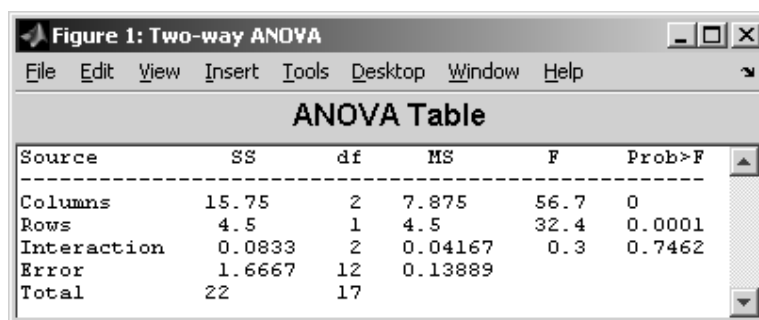 Figure 1: Two-way ANOVA
File Edit View Insert Tools Desktop Window Help
ANOVA Table
Source SS df MS F Prob>F
Columns 15.75 2 7.875 56.7 0
Rows 4.5 1 4.5 32.4 0.0001
Interaction 0.0833 2 0.04167 0.3 0.7462
Error 1.6667 12 0.13889
Total 22 17